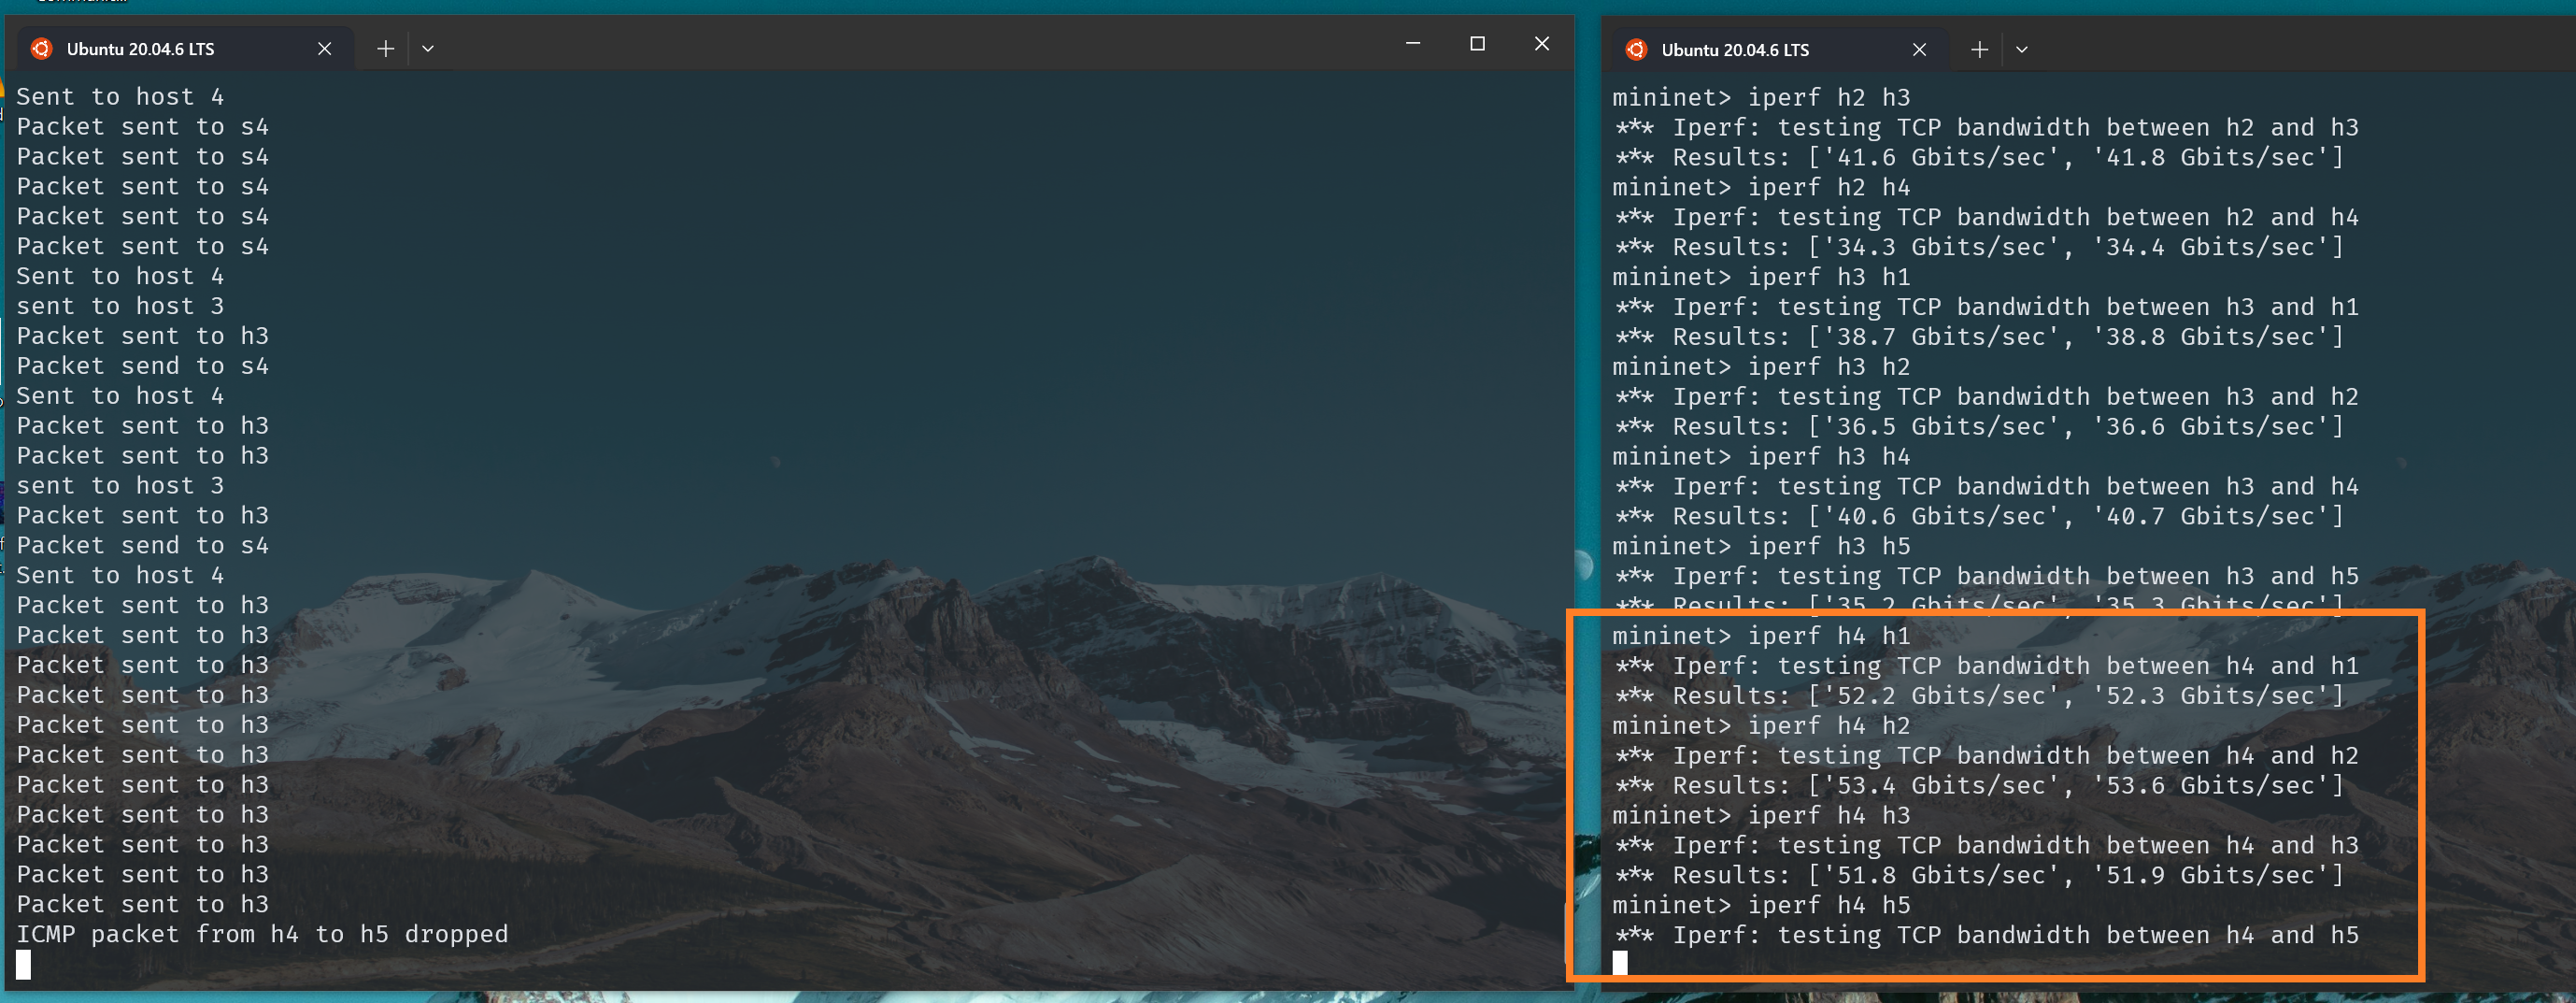 Ubuntu 20.04.6 LTS
Sent to host 4
Packet sent to s4
Packet sent to s4
Packet sent to s4
Packet sent to s4
Packet sent to s4
Sent to host 4
sent to host 3
Packet sent to h3
Packet send to s4
Sent to host 4
Packet sent to h3
Packet sent to h3
sent to host 3
Packet sent to h3
Packet send to s4
Sent to host 4
Packet sent to h3
Packet sent to h3
Packet sent to h3
Packet sent to h3
Packet sent to h3
Packet sent to h3
Packet sent to h3
Packet sent to h3
Packet sent to h3
Packet sent to h3
Packet sent to h3
ICMP packet from h4 to h5 dropped
Ubuntu 20.04.6 LTS
mininet> iperf h2 h3
*** Iperf: testing TCP bandwidth between h2 and h3
*** Results: ['41.6 Gbits/sec', '41.8 Gbits/sec']
mininet> iperf h2 h4
*** Iperf: testing TCP bandwidth between h2 and h4
*** Results: ['34.3 Gbits/sec', '34.4 Gbits/sec']
mininet> iperf h3 h1
*** Iperf: testing TCP bandwidth between h3 and h1
*** Results: ['38.7 Gbits/sec', '38.8 Gbits/sec']
mininet> iperf h3 h2
*** Iperf: testing TCP bandwidth between h3 and h2
*** Results: ['36.5 Gbits/sec', '36.6 Gbits/sec']
mininet> iperf h3 h4
*** Iperf: testing TCP bandwidth between h3 and h4
*** Results: ['40.6 Gbits/sec', '40.7 Gbits/sec']
mininet> iperf h3 h5
*** Iperf: testing TCP bandwidth between h3 and h5
*** Results: ['35.2 Gbits/sec', '35.3 Gbits/sec']
mininet> iperf h4 h1
*** Iperf: testing TCP bandwidth between h4 and h1
*** Results: ['52.2 Gbits/sec', '52.3 Gbits/sec']
mininet> iperf h4 h2
*** Iperf: testing TCP bandwidth between h4 and h2
*** Results: ['53.4 Gbits/sec', '53.6 Gbits/sec']
mininet> iperf h4 h3
*** Iperf: testing TCP bandwidth between h4 and h3
*** Results: ['51.8 Gbits/sec', '51.9 Gbits/sec']
mininet> iperf h4 h5
*** Iperf: testing TCP bandwidth between h4 and h5